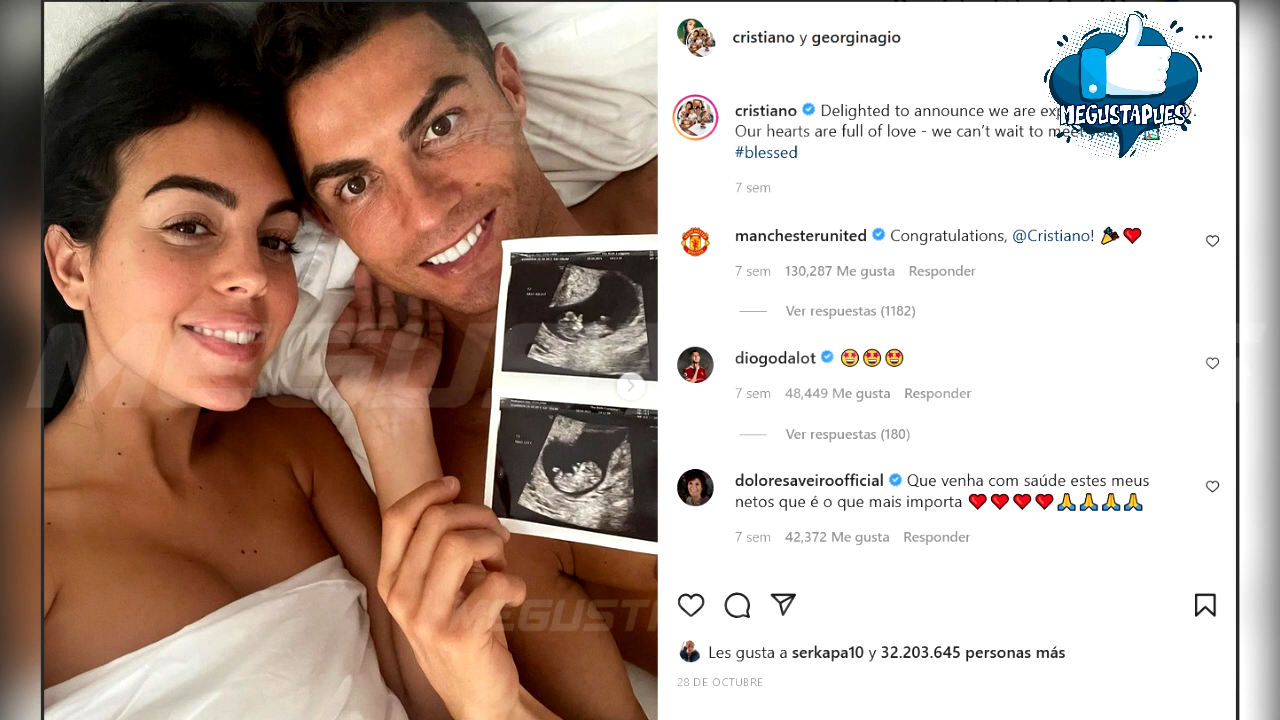 cristiano y georginagio
MEGUSTAPUES
cristiano Delighted to announce we are
Our hearts are full of love - we can't wait to
#blessed
7 sem
manchesterunited Congratulations, @Cristiano! 🎉❤️
7 sem 130,287 Me gusta Responder
Ver respuestas (1182)
diogodalot 🤩🤩🤩
7 sem 48,449 Me gusta Responder
Ver respuestas (180)
doloresaveiroofficial Que venha com saúde estes meus
netos que é o que mais importa ❤️❤️❤️❤️🙏🙏🙏🙏
7 sem 42,372 Me gusta Responder
Les gusta a serkapa10 y 32.203.645 personas más
28 DE OCTUBRE